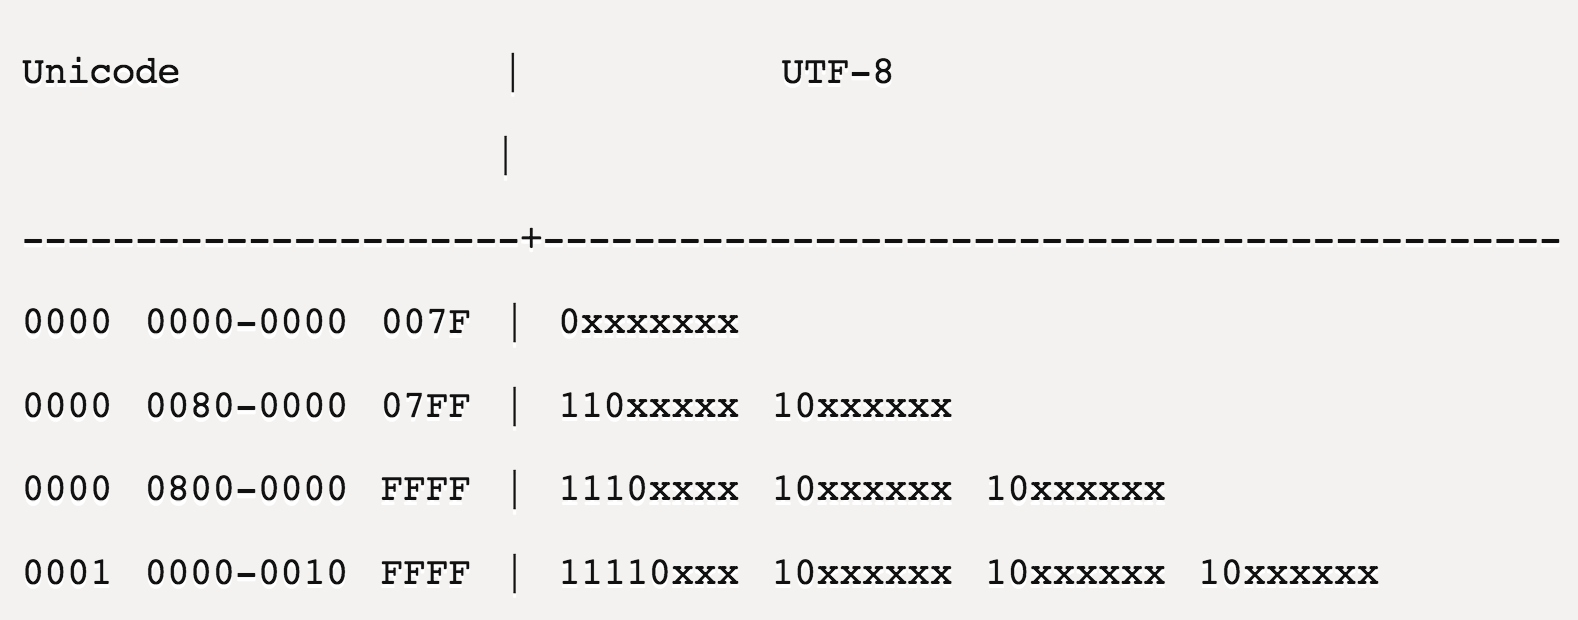 Unicode | UTF-8
|
----------------------+---------------------------------------------
0000 0000-0000 007F | 0xxxxxxx
0000 0080-0000 07FF | 110xxxxx 10xxxxxx
0000 0800-0000 FFFF | 1110xxxx 10xxxxxx 10xxxxxx
0001 0000-0010 FFFF | 11110xxx 10xxxxxx 10xxxxxx 10xxxxxx